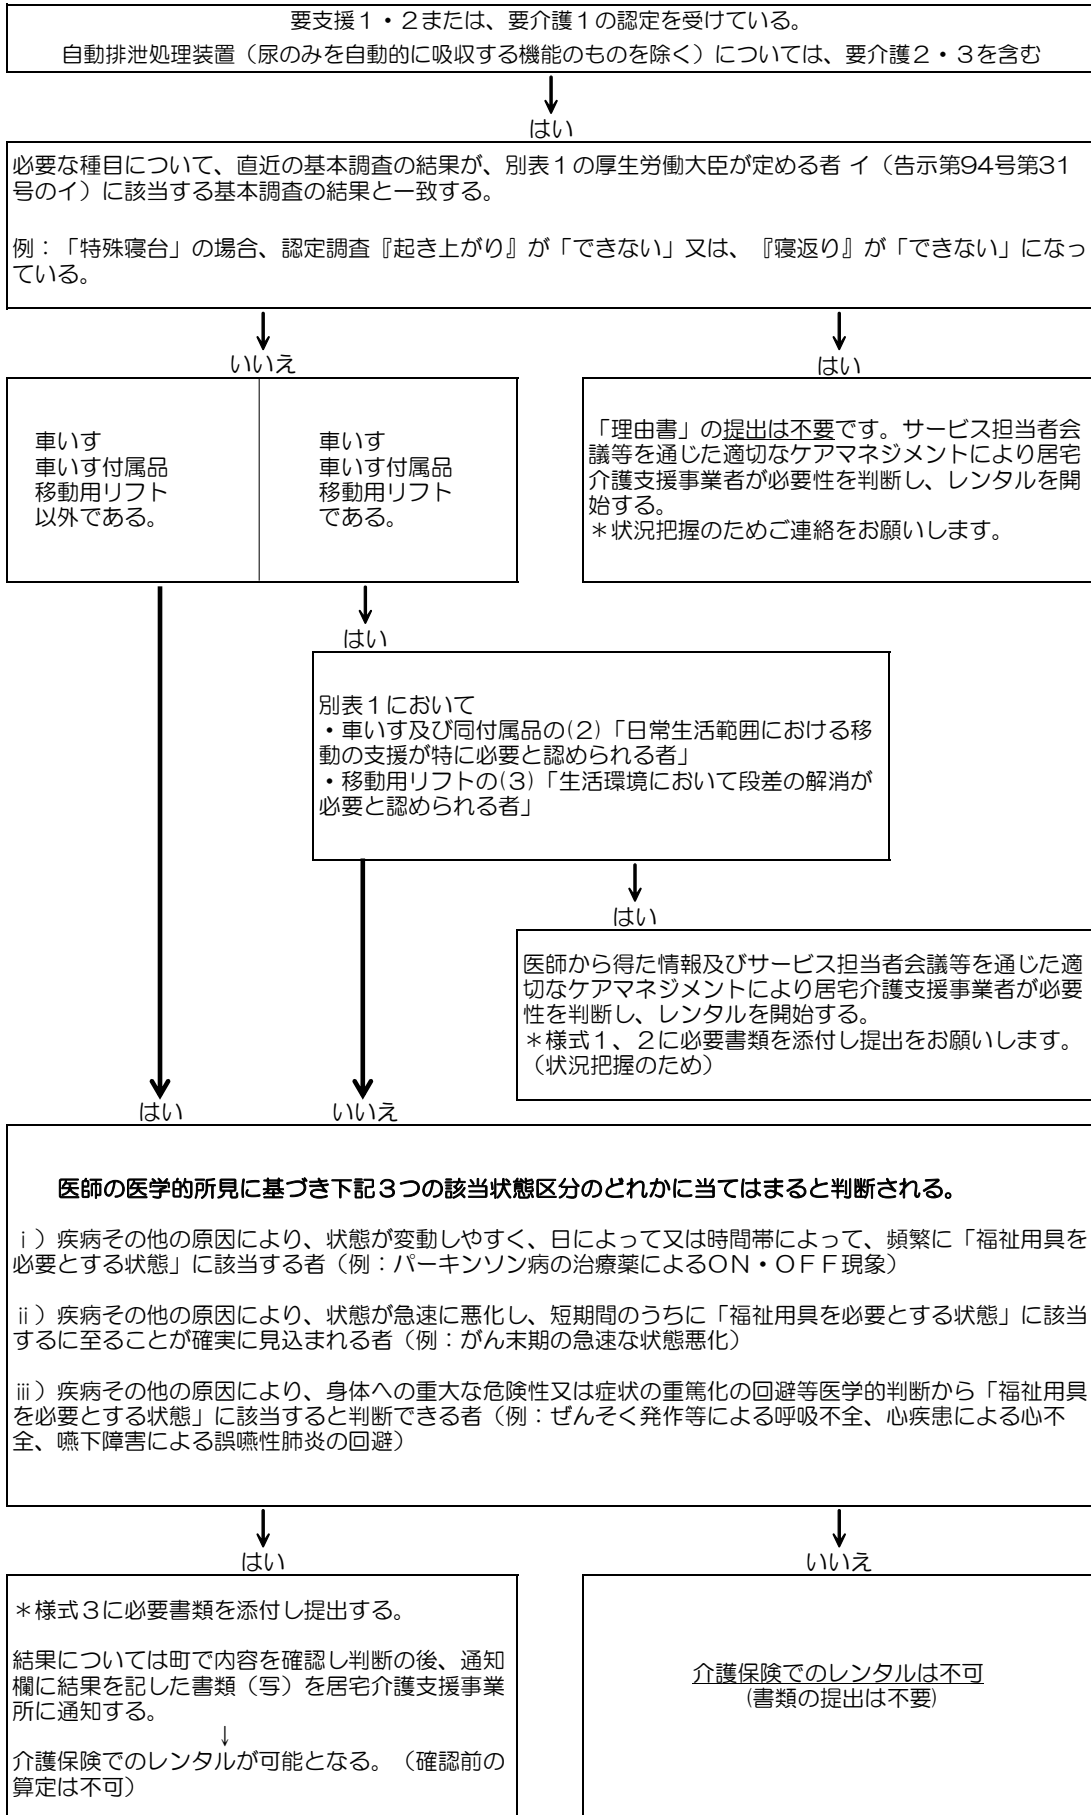 要支援１・２または、要介護１の認定を受けている。
自動排泄処理装置（尿のみを自動的に吸収する機能のものを除く）については、要介護２・３を含む
はい
必要な種目について、直近の基本調査の結果が、別表１の厚生労働大臣が定める者 イ（告示第94号第31
号のイ）に該当する基本調査の結果と一致する。
例：「特殊寝台」の場合、認定調査『起き上がり』が「できない」又は、『寝返り』が「できない」になっ
ている。
いいえ
はい
車いす
車いす付属品
移動用リフト
以外である。
車いす
車いす付属品
移動用リフト
である。
「理由書」の提出は不要です。サービス担当者会
議等を通じた適切なケアマネジメントにより居宅
介護支援事業者が必要性を判断し、レンタルを開
始する。
＊状況把握のためご連絡をお願いします。
はい
別表１において
・車いす及び同付属品の(2)「日常生活範囲における移
動の支援が特に必要と認められる者」
・移動用リフトの(3)「生活環境において段差の解消が
必要と認められる者」
はい
医師から得た情報及びサービス担当者会議等を通じた適
切なケアマネジメントにより居宅介護支援事業者が必要
性を判断し、レンタルを開始する。
＊様式１、２に必要書類を添付し提出をお願いします。
（状況把握のため）
はい
いいえ
医師の医学的所見に基づき下記３つの該当状態区分のどれかに当てはまると判断される。
ⅰ）疾病その他の原因により、状態が変動しやすく、日によって又は時間帯によって、頻繁に「福祉用具を
必要とする状態」に該当する者（例：パーキンソン病の治療薬によるＯＮ・ＯＦＦ現象）
ⅱ）疾病その他の原因により、状態が急速に悪化し、短期間のうちに「福祉用具を必要とする状態」に該当
するに至ることが確実に見込まれる者（例：がん末期の急速な状態悪化）
ⅲ）疾病その他の原因により、身体への重大な危険性又は症状の重篤化の回避等医学的判断から「福祉用具
を必要とする状態」に該当すると判断できる者（例：ぜんそく発作等による呼吸不全、心疾患による心不
全、嚥下障害による誤嚥性肺炎の回避）
はい
いいえ
＊様式３に必要書類を添付し提出する。
結果については町で内容を確認し判断の後、通知
欄に結果を記した書類（写）を居宅介護支援事業
所に通知する。
↓
介護保険でのレンタルが可能となる。（確認前の
算定は不可）
介護保険でのレンタルは不可
(書類の提出は不要)